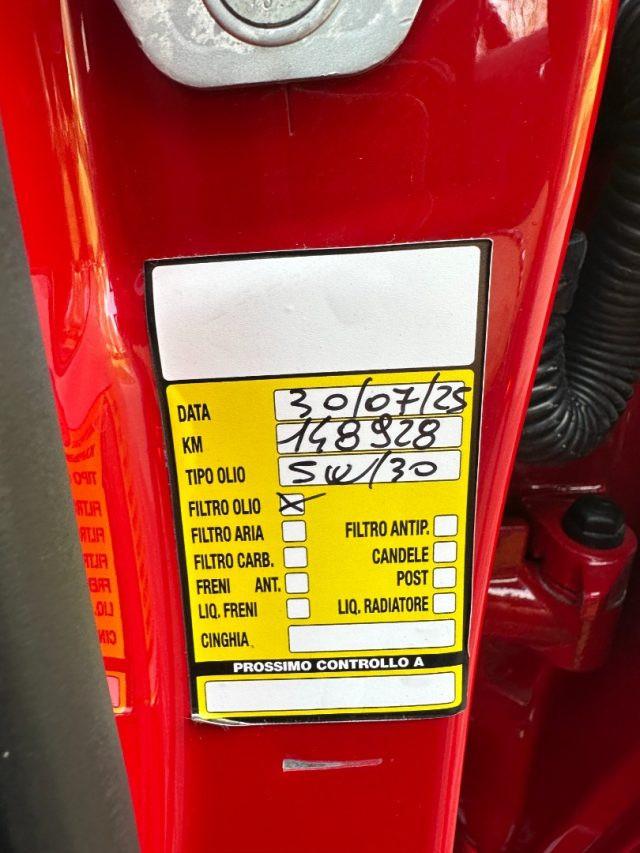 DATA 30/07/25
KM 148928
TIPO OLIO 5W/30
FILTRO OLIO X
FILTRO ARIA FILTRO ANTIP.
FILTRO CARB. CANDELE
FRENI ANT. POST
LIQ. FRENI LIQ. RADIATORE
CINGHIA
PROSSIMO CONTROLLO A